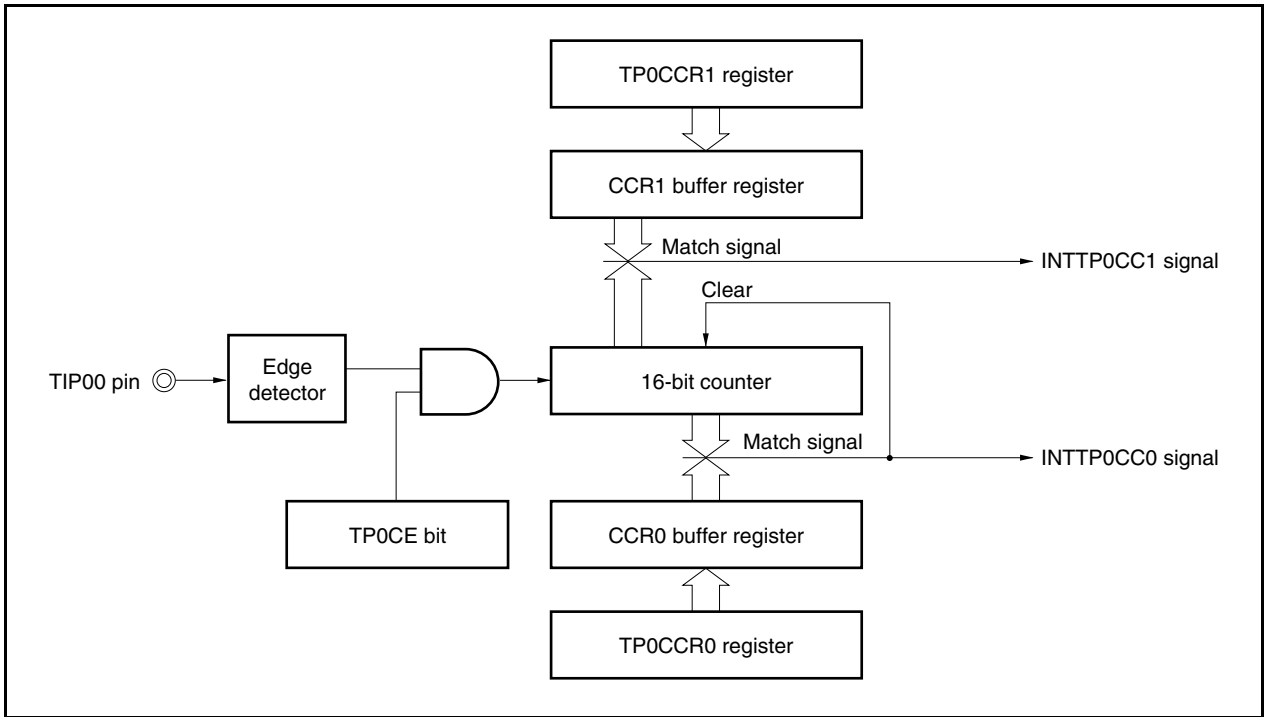 TP0CCR1 register
CCR1 buffer register
Match signal
INTTP0CC1 signal
Clear
TIP00 pin
Edge
detector
16-bit counter
Match signal
INTTP0CC0 signal
TP0CE bit
CCR0 buffer register
TP0CCR0 register